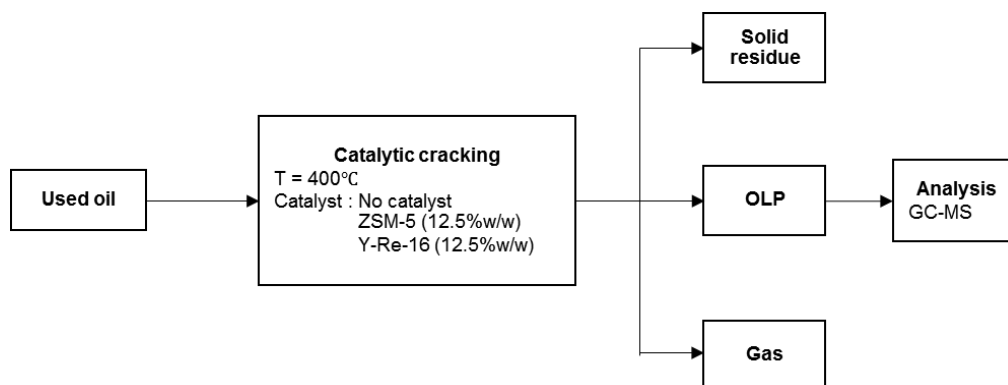 Used oil
Catalytic cracking
T = 400℃
Catalyst : No catalyst
ZSM-5 (12.5%w/w)
Y-Re-16 (12.5%w/w)
Solid
residue
OLP
Gas
Analysis
GC-MS